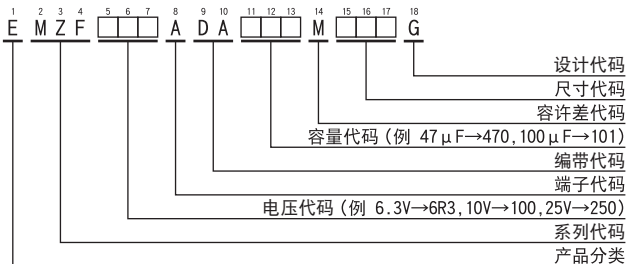 1 2 3 4 5 6 7 8 9 10 11 12 13 14 15 16 17 18
E MZF □□□ A DA □□□ M □□□ G
设计代码
尺寸代码
容许差代码
容量代码（例 47μF→470,100μF→101）
编带代码
端子代码
电压代码（例 6.3V→6R3,10V→100,25V→250）
系列代码
产品分类